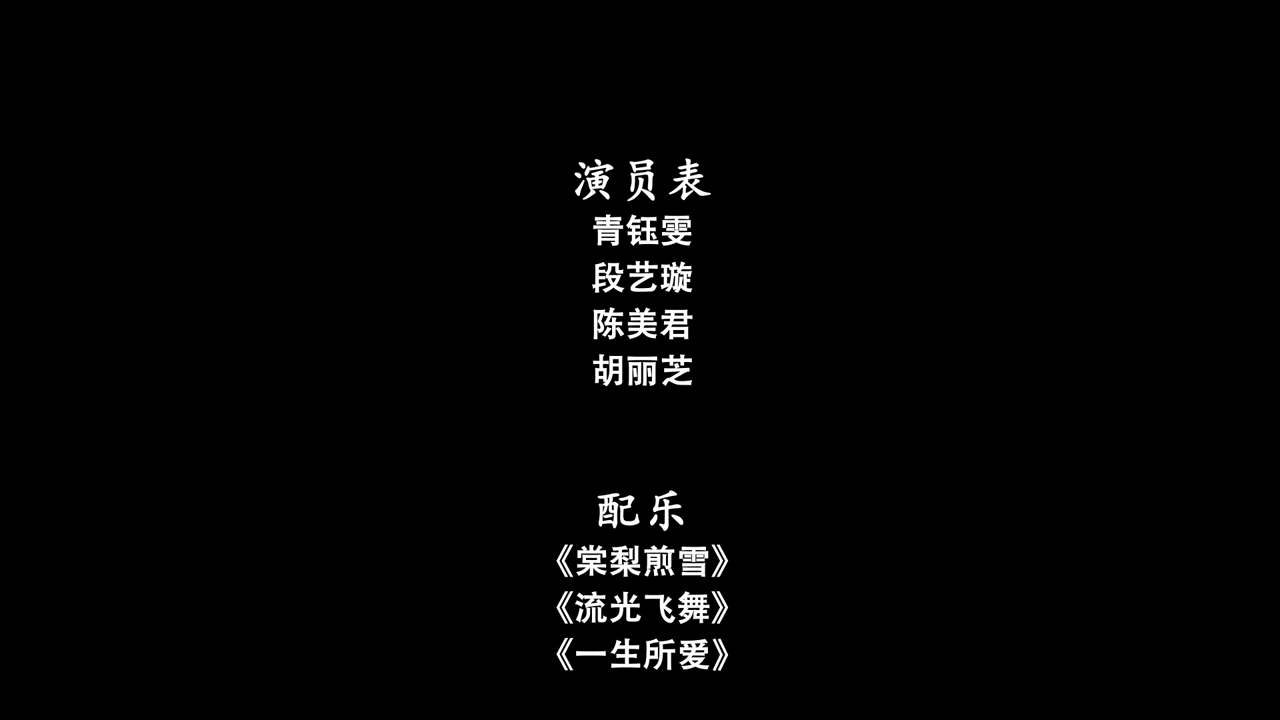 演员表
青钰雯
段艺璇
陈美君
胡丽芝
配乐
《棠梨煎雪》
《流光飞舞》
《一生所爱》